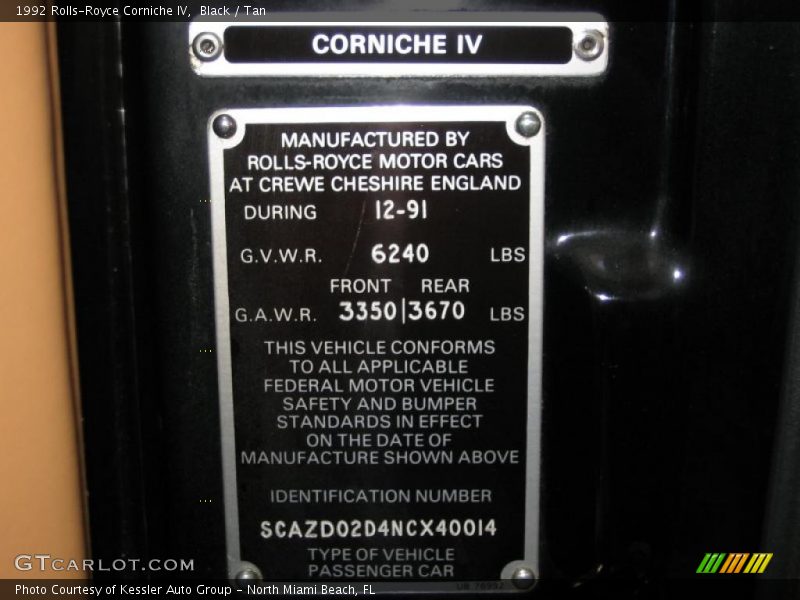 1992 Rolls-Royce Corniche IV, Black / Tan
CORNICHE IV
MANUFACTURED BY
ROLLS-ROYCE MOTOR CARS
AT CREWE CHESHIRE ENGLAND
DURING 12-91
G.V.W.R. 6240 LBS
FRONT REAR
G.A.W.R. 3350|3670 LBS
THIS VEHICLE CONFORMS
TO ALL APPLICABLE
FEDERAL MOTOR VEHICLE
SAFETY AND BUMPER
STANDARDS IN EFFECT
ON THE DATE OF
MANUFACTURE SHOWN ABOVE
IDENTIFICATION NUMBER
SCAZD02D4NCX40014
TYPE OF VEHICLE
PASSENGER CAR
GTCARLOT.COM
Photo Courtesy of Kessler Auto Group - North Miami Beach, FL